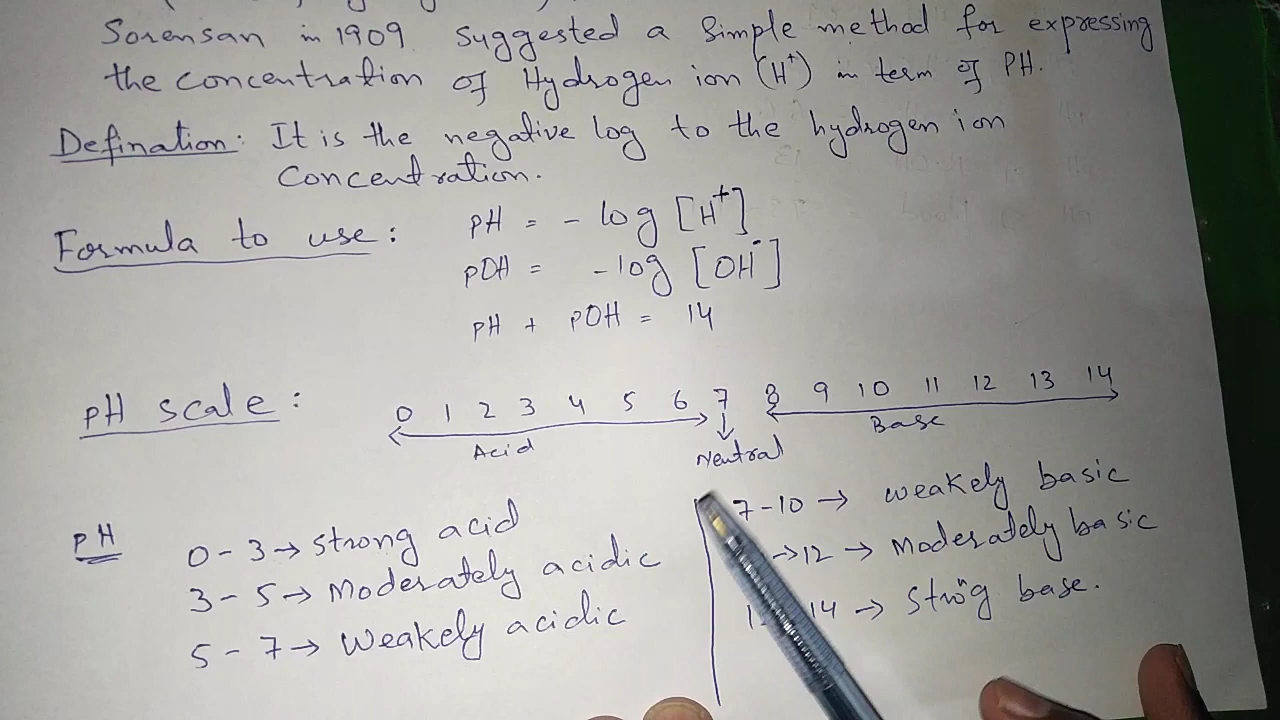 Sorensan in 1909 suggested a simple method for expressing
the concentration of Hydrogen ion (H+) in term of PH.
Defination: It is the negative log to the hydrogen ion
concentration.
Formula to use: pH = - log [H+]
pOH = -log [OH-]
pH + pOH = 14
pH scale: 0 1 2 3 4 5 6 7 8 9 10 11 12 13 14
Acid Neutral Base
PH 0-3→ strong acid
3-5→ Moderately acidic
5-7→ weakely acidic
7-10→ weakely basic
→12→ Moderately basic
14→ strög base.